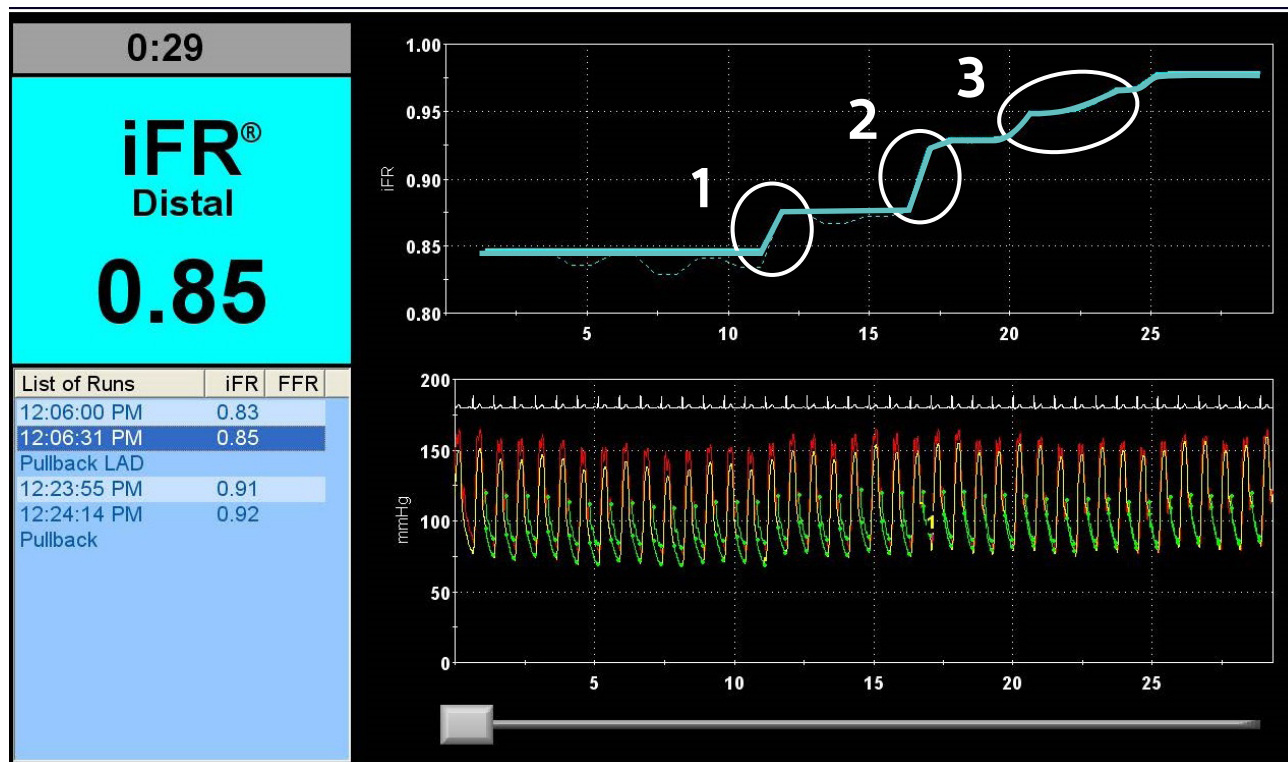 0:29
iFR®
Distal
0.85
List of Runs iFR FFR
12:06:00 PM 0.83
12:06:31 PM 0.85
Pullback LAD
12:23:55 PM 0.91
12:24:14 PM 0.92
Pullback
1.00
0.95
0.90
0.85
0.80
iFR
1
2
3
5 10 15 20 25
200
150
100
50
0
mmHg
1
5 10 15 20 25